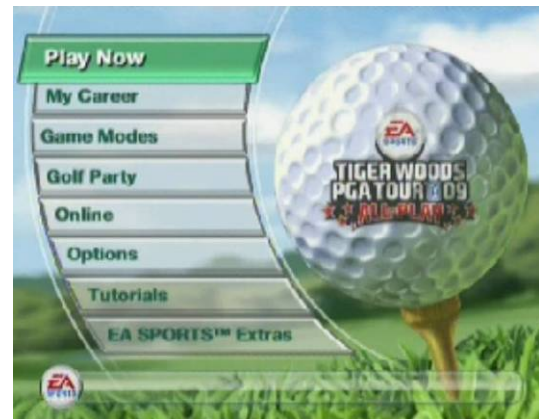 Play Now
My Career
Game Modes
Golf Party
Online
Options
Tutorials
EA SPORTS™ Extras
EA
SPORTS
TIGER WOODS
PGA TOUR 09
ALL-PLAY
EA
SPORTS